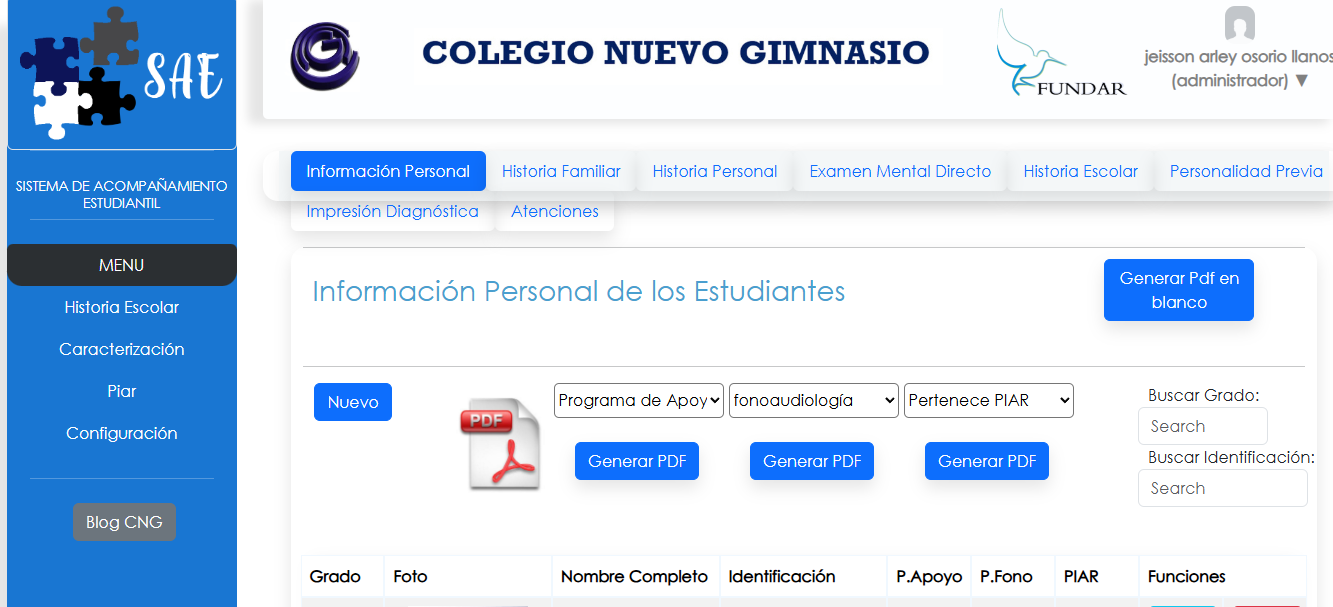 SAE
SISTEMA DE ACOMPAÑAMIENTO
ESTUDIANTIL
MENU
Historia Escolar
Caracterización
Piar
Configuración
Blog CNG
COLEGIO NUEVO GIMNASIO
FUNDAR
jeisson arley osorio llanos
(administrador) ▼
Información Personal
Historia Familiar
Historia Personal
Examen Mental Directo
Historia Escolar
Personalidad Previa
Impresión Diagnóstica
Atenciones
Información Personal de los Estudiantes
Generar Pdf en
blanco
Nuevo
PDF
Programa de Apoy
fonoaudiología
Pertenece PIAR
Generar PDF
Generar PDF
Generar PDF
Buscar Grado:
Search
Buscar Identificación:
Search
Grado
Foto
Nombre Completo
Identificación
P.Apoyo
P.Fono
PIAR
Funciones